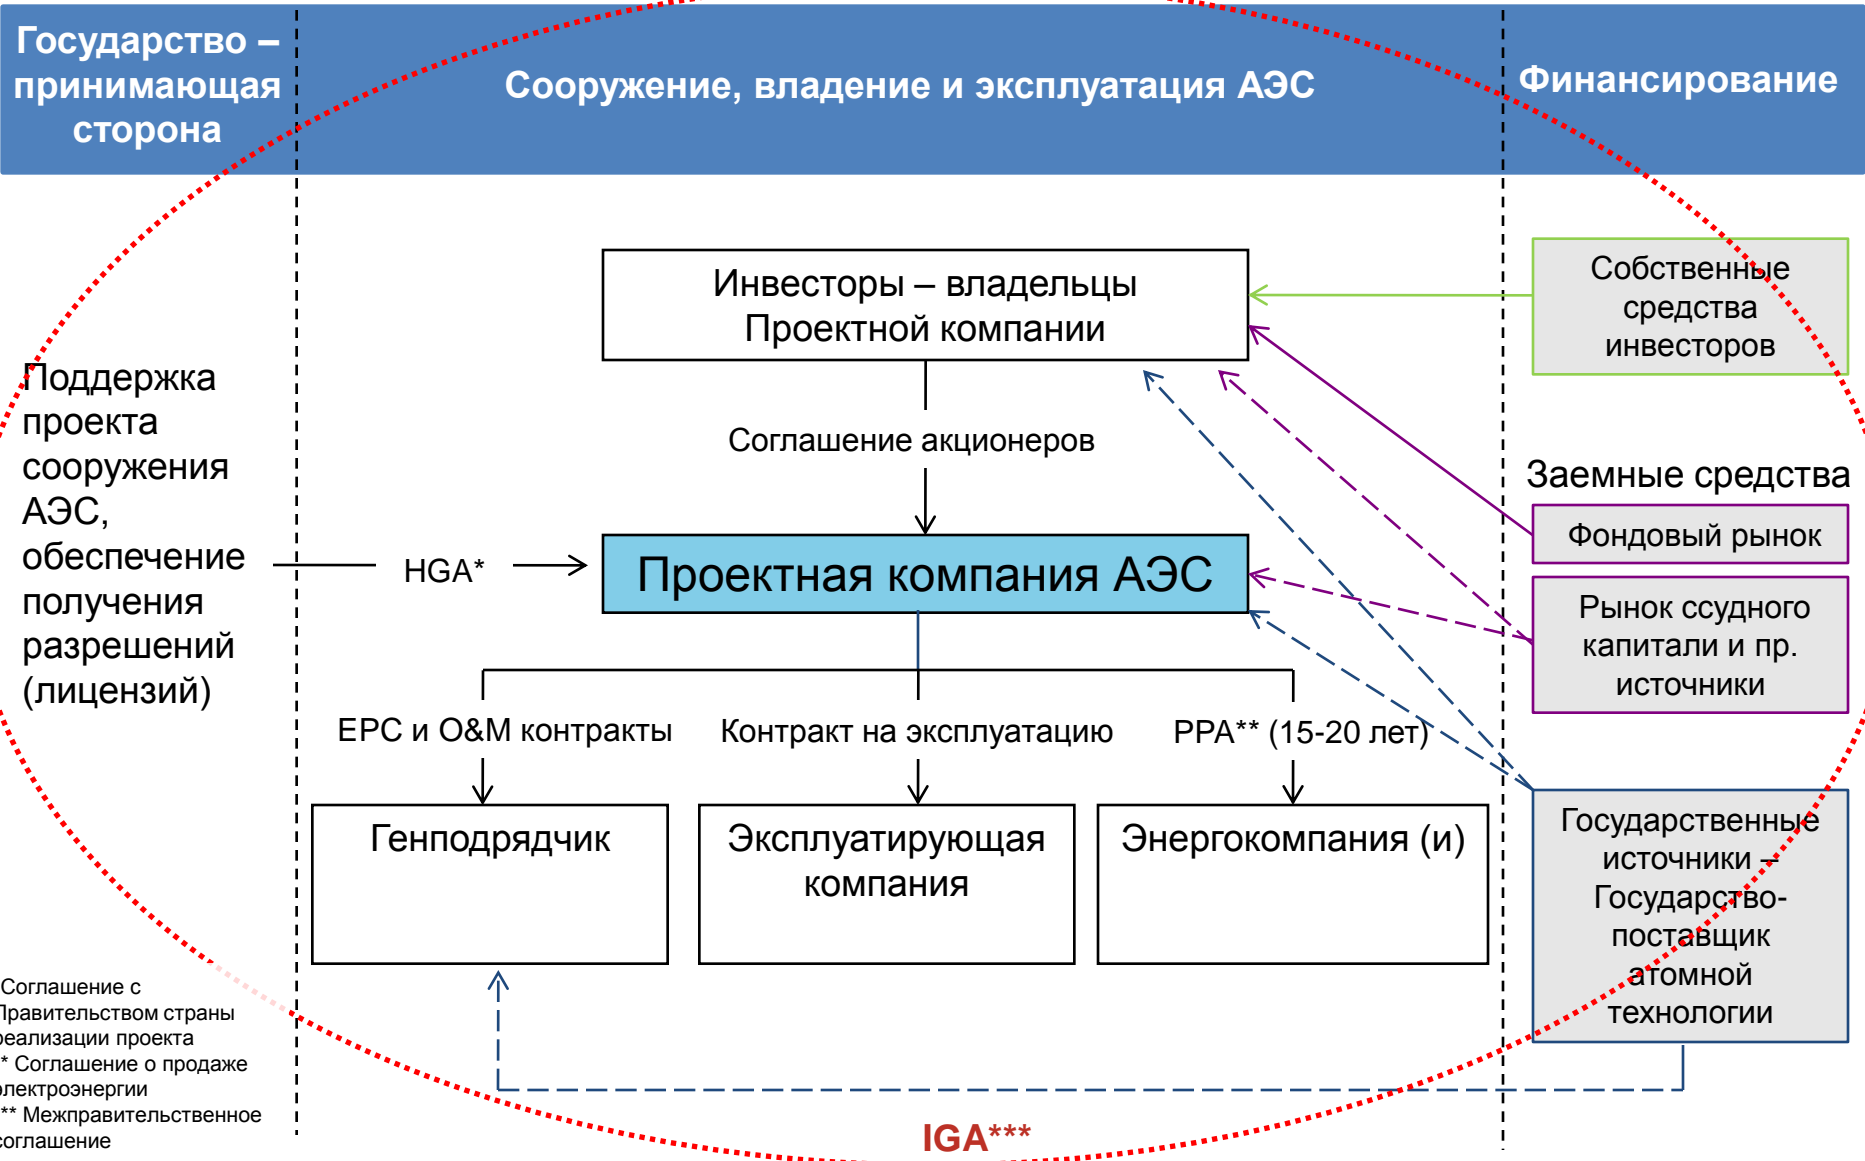 Государство –
принимающая
сторона
Сооружение, владение и эксплуатация АЭС
Финансирование
Инвесторы – владельцы
Проектной компании
Собственные
средства
инвесторов
Поддержка
проекта
сооружения
АЭС,
обеспечение
получения
разрешений
(лицензий)
Соглашение акционеров
Заемные средства
Фондовый рынок
HGA*
Проектная компания АЭС
Рынок ссудного
капитали и пр.
источники
EPC и O&M контракты
Контракт на эксплуатацию
PPA** (15-20 лет)
Генподрядчик
Эксплуатирующая
компания
Энергокомпания (и)
Государственные
источники –
Государство-
поставщик
атомной
технологии
Соглашение с
Правительством страны
реализации проекта
* Соглашение о продаже
электроэнергии
** Межправительственное
соглашение
IGA***